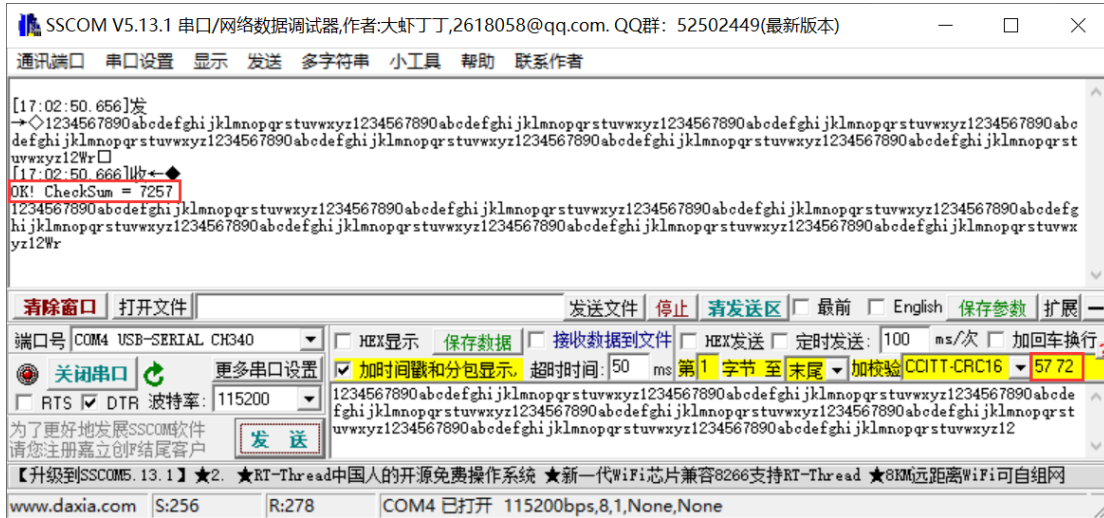 SSCOM V5.13.1 串口/网络数据调试器,作者:大虾丁丁,2618058@qq.com. QQ群: 52502449(最新版本)
通讯端口 串口设置 显示 发送 多字符串 小工具 帮助 联系作者
[17:02:50.656]发
→◇1234567890abcdefghijklmnopqrstuvwxyz1234567890abcdefghijklmnopqrstuvwxyz1234567890abcdefghijklmnopqrstuvwxyz1234567890abc
defghijklmnopqrstuvwxyz1234567890abcdefghijklmnopqrstuvwxyz1234567890abcdefghijklmnopqrstuvwxyz1234567890abcdefghijklmnopqrst
uvwxyz12Wr□
[17:02:50.666]收←◆
OK! CheckSum = 7257
1234567890abcdefghijklmnopqrstuvwxyz1234567890abcdefghijklmnopqrstuvwxyz1234567890abcdefghijklmnopqrstuvwxyz1234567890abcdefg
hijklmnopqrstuvwxyz1234567890abcdefghijklmnopqrstuvwxyz1234567890abcdefghijklmnopqrstuvwxyz1234567890abcdefghijklmnopqrstuvwx
yz12Wr
清除窗口 打开文件 发送文件 停止 清发送区 最前 English 保存参数 扩展 —
端口号 COM4 USB-SERIAL CH340 HEX显示 保存数据 接收数据到文件 HEX发送 定时发送: 100 ms/次 加回车换行
关闭串口 更多串口设置 加时间戳和分包显示, 超时时间: 50 ms 第1 字节 至 末尾 加校验 CCITT-CRC16 57 72
RTS DTR 波特率: 115200
为了更好地发展SSCOM软件
请您注册嘉立创F结尾客户
发 送
1234567890abcdefghijklmnopqrstuvwxyz1234567890abcdefghijklmnopqrstuvwxyz1234567890abcdefghijklmnopqrstuvwxyz1234567890abcde
fghijklmnopqrstuvwxyz1234567890abcdefghijklmnopqrstuvwxyz1234567890abcdefghijklmnopqrstuvwxyz1234567890abcdefghijklmnopqrst
uvwxyz1234567890abcdefghijklmnopqrstuvwxyz1234567890abcdefghijklmnopqrstuvwxyz1234567890abcdefghijklmnopqrstuvwxyz12
【升级到SSCOM5.13.1】★2. ★RT-Thread中国人的开源免费操作系统 ★新一代WiFi芯片兼容8266支持RT-Thread ★8KM远距离WiFi可自组网
www.daxia.com S:256 R:278 COM4 已打开 115200bps,8,1,None,None